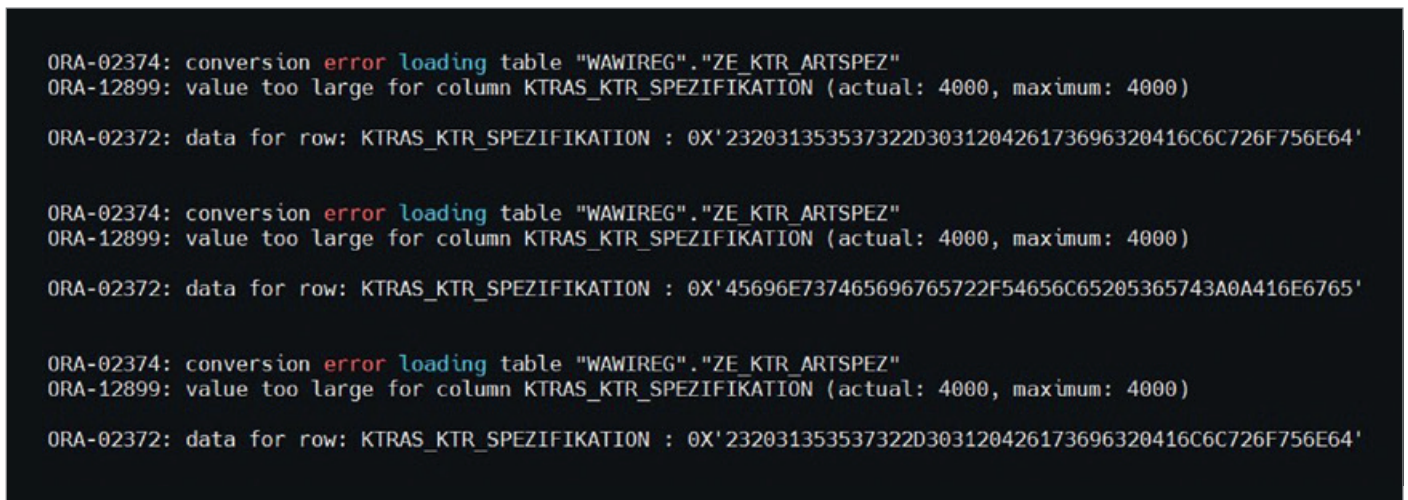 ORA-02374: conversion error loading table "WAWIREG"."ZE_KTR_ARTSPEZ"
ORA-12899: value too large for column KTRAS_KTR_SPEZIFIKATION (actual: 4000, maximum: 4000)
ORA-02372: data for row: KTRAS_KTR_SPEZIFIKATION : 0X'232031353537322D303120426173696320416C6C726F756E64'
ORA-02374: conversion error loading table "WAWIREG"."ZE_KTR_ARTSPEZ"
ORA-12899: value too large for column KTRAS_KTR_SPEZIFIKATION (actual: 4000, maximum: 4000)
ORA-02372: data for row: KTRAS_KTR_SPEZIFIKATION : 0X'45696E737465696765722F54656C65205365743A0A416E6765'
ORA-02374: conversion error loading table "WAWIREG"."ZE_KTR_ARTSPEZ"
ORA-12899: value too large for column KTRAS_KTR_SPEZIFIKATION (actual: 4000, maximum: 4000)
ORA-02372: data for row: KTRAS_KTR_SPEZIFIKATION : 0X'232031353537322D303120426173696320416C6C726F756E64'